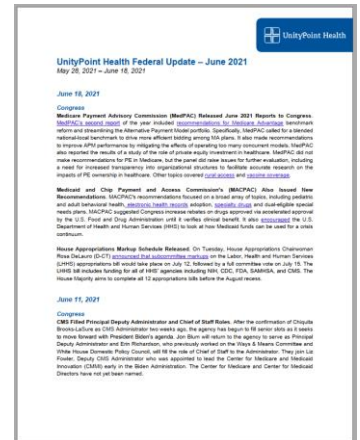 UnityPoint Health
UnityPoint Health Federal Update – June 2021
May 28, 2021 – June 18, 2021
June 18, 2021
Congress
Medicare Payment Advisory Commission (MedPAC) Released June 2021 Reports to Congress.
MedPAC's second report of the year included recommendations for Medicare Advantage benchmark
reform and streamlining the Alternative Payment Model portfolio. Specifically, MedPAC called for a blended
national-local benchmark to drive more efficient bidding among MA plans. It also made recommendations
to improve APM performance by mitigating the effects of operating too many concurrent models. MedPAC
also reported the results of a study of the role of private equity investment in healthcare. MedPAC did not
make recommendations for PE in Medicare, but the panel did raise issues for further evaluation, including
a need for increased transparency into organizational structures to facilitate accurate research on the
impacts of PE ownership in healthcare. Other topics covered rural access and vaccine coverage.
Medicaid and Chip Payment and Access Commission's (MACPAC) Also Issued New
Recommendations. MACPAC's recommendations focused on a broad array of topics, including pediatric
and adult behavioral health, electronic health records adoption, specialty drugs and dual-eligible special
needs plans. MACPAC suggested Congress increase rebates on drugs approved via accelerated approval
by the U.S. Food and Drug Administration until it verifies clinical benefit. It also encouraged the U.S.
Department of Health and Human Services (HHS) to look at how Medicaid funds can be used for a crisis
continuum.
House Appropriations Markup Schedule Released. On Tuesday, House Appropriations Chairwoman
Rosa DeLauro (D-CT) announced that subcommittee markups on the Labor, Health and Human Services
(LHHS) appropriations bill would take place on July 12, followed by a full committee vote on July 15. The
LHHS bill includes funding for all of HHS' agencies including NIH, CDC, FDA, SAMHSA, and CMS. The
House Majority aims to complete all 12 appropriations bills before the August recess.
June 11, 2021
Congress
CMS Filled Principal Deputy Administrator and Chief of Staff Roles. After the confirmation of Chiquita
Brooks-LaSure as CMS Administrator two weeks ago, the agency has begun to fill senior slots as it seeks
to move forward with President Biden's agenda. Jon Blum will return to the agency to serve as Principal
Deputy Administrator and Erin Richardson, who previously worked on the Ways & Means Committee and
White House Domestic Policy Council, will fill the role of Chief of Staff to the Administrator. They join Liz
Fowler, Deputy CMS Administrator who was appointed to lead the Center for Medicare and Medicaid
Innovation (CMMI) early in the Biden Administration. The Center for Medicare and Center for Medicaid
Directors have not yet been named.